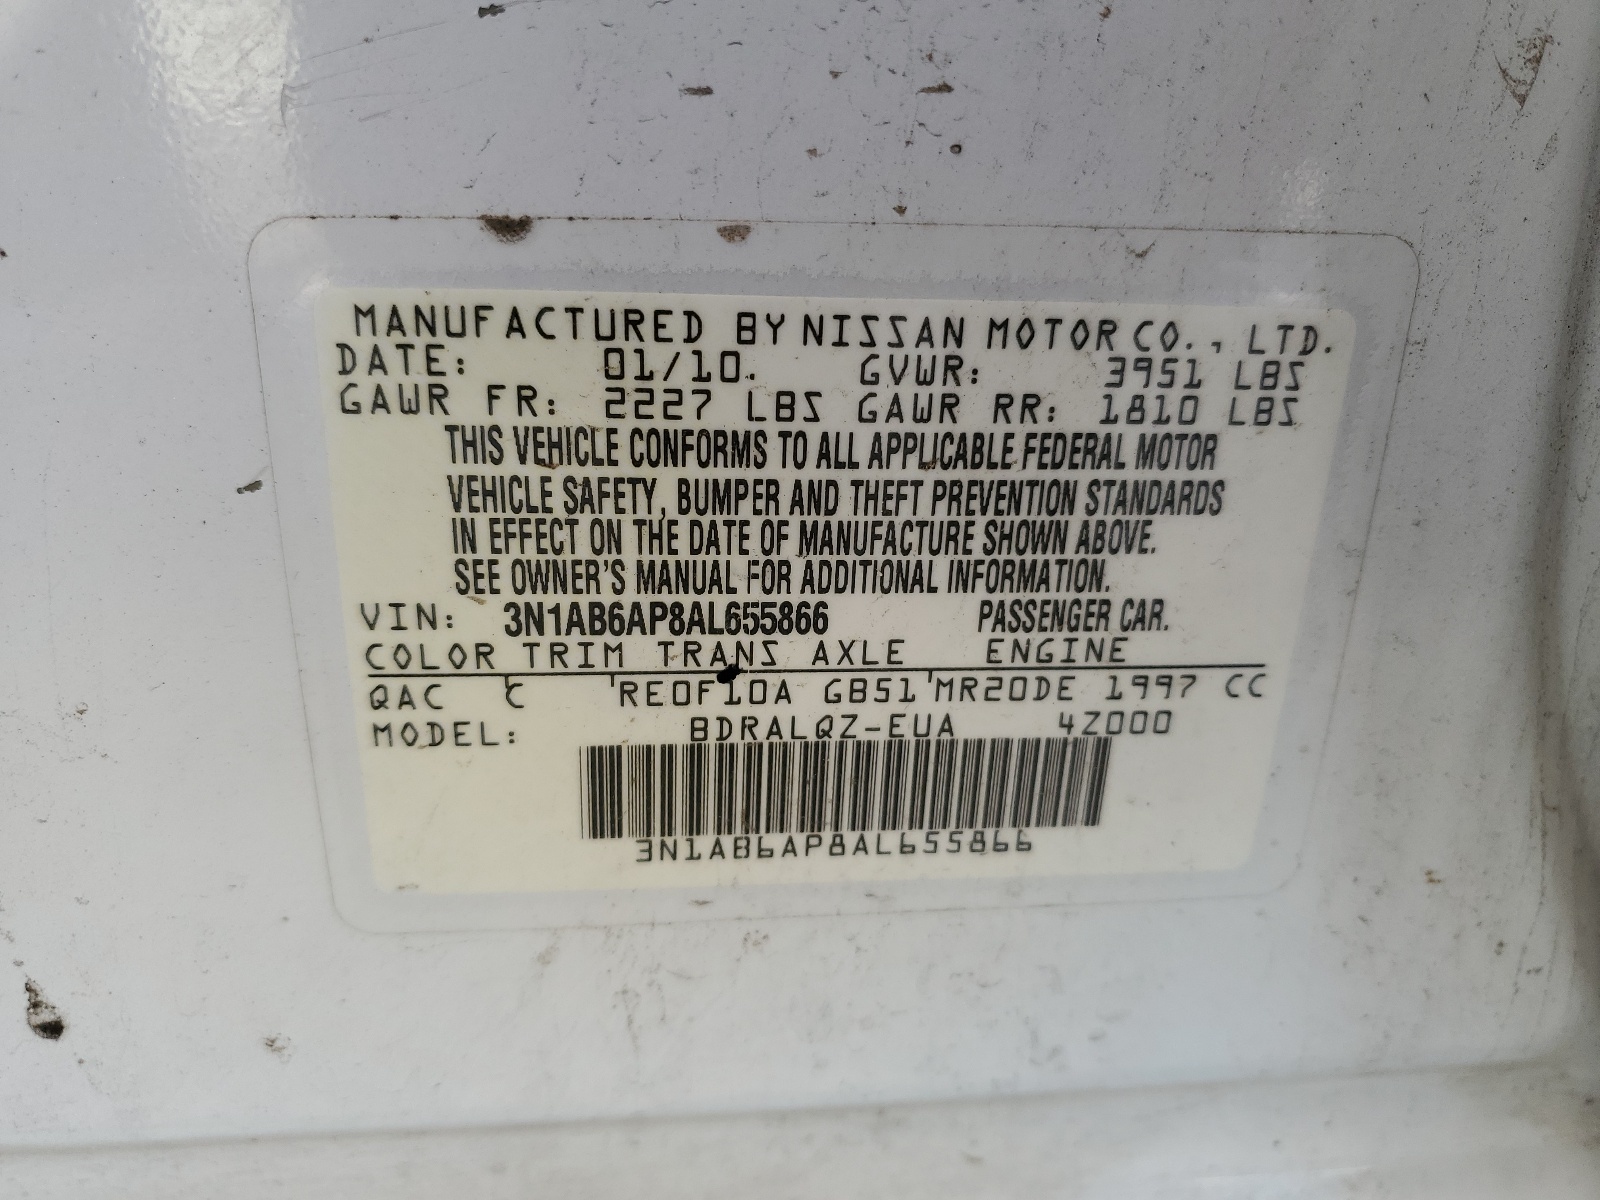 MANUFACTURED BY NISSAN MOTOR CO., LTD.
DATE: 01/10. GVWR: 3951 LBS
GAWR FR: 2227 LBS GAWR RR: 1810 LBS
THIS VEHICLE CONFORMS TO ALL APPLICABLE FEDERAL MOTOR
VEHICLE SAFETY, BUMPER AND THEFT PREVENTION STANDARDS
IN EFFECT ON THE DATE OF MANUFACTURE SHOWN ABOVE.
SEE OWNER'S MANUAL FOR ADDITIONAL INFORMATION.
VIN: 3N1AB6AP8AL655866 PASSENGER CAR.
COLOR TRIM TRANS AXLE ENGINE
QAC C RE0F10A GB51 MR20DE 1997 CC
MODEL: BDRALQZ-EUA 4Z000
3N1AB6AP8AL655866